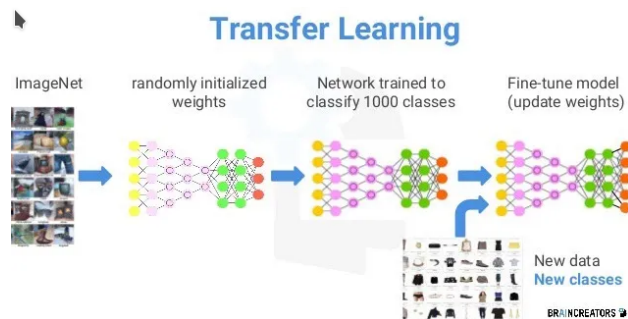 Transfer Learning
ImageNet
randomly initialized
weights
Network trained to
classify 1000 classes
Fine-tune model
(update weights)
New data
New classes
BRAINCREATORS